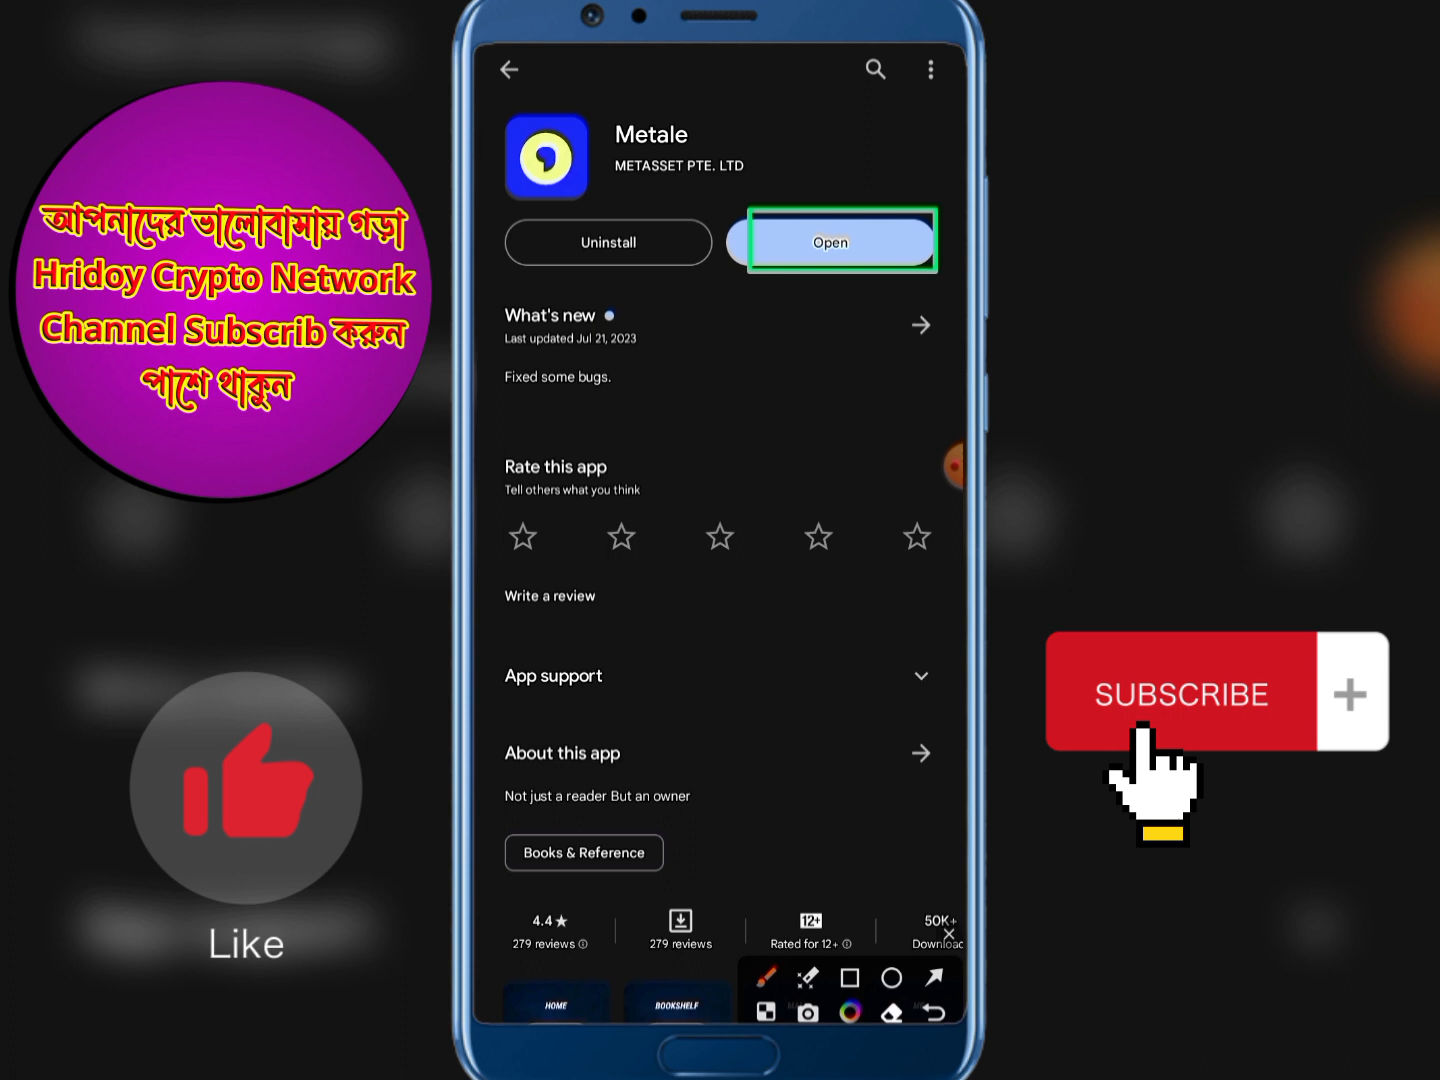 আপনাদের ভালোবাসায় গড়া
Hridoy Crypto Network
Channel Subscrib করুন
পাশে থাকুন
Like
Metale
METASSET PTE. LTD
Uninstall
Open
What's new
Last updated Jul 21, 2023
Fixed some bugs.
Rate this app
Tell others what you think
Write a review
App support
About this app
Not just a reader But an owner
Books & Reference
4.4★
279 reviews
279 reviews
12+
Rated for 12+
50K+
HOME
BOOKSHELF
SUBSCRIBE